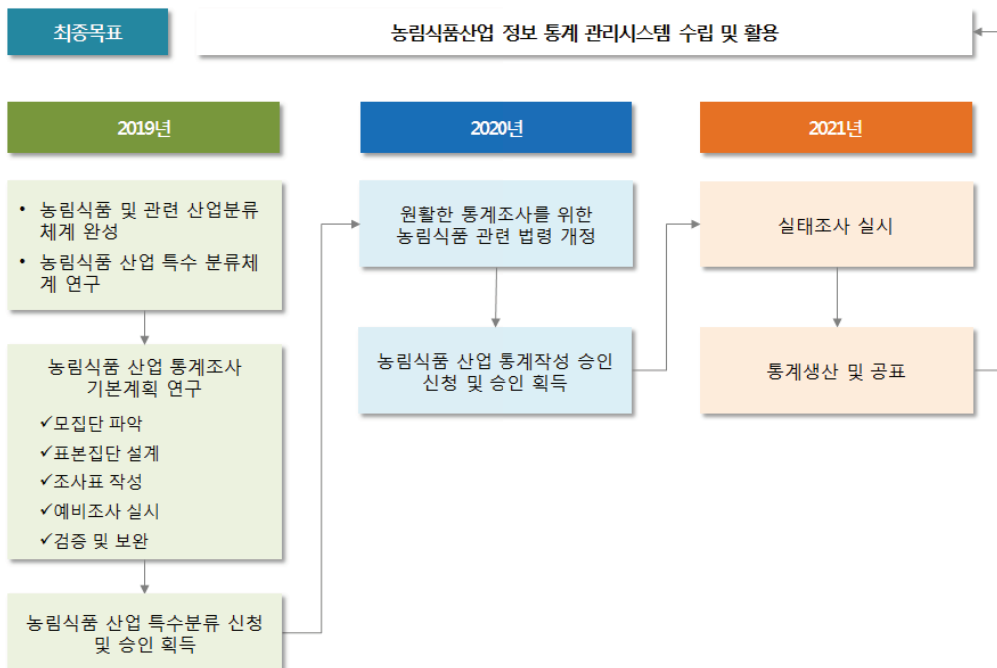 최종목표
농림식품산업 정보 통계 관리시스템 수립 및 활용
2019년
• 농림식품 및 관련 산업분류
체계 완성
• 농림식품 산업 특수 분류체
계 연구
농림식품 산업 통계조사
기본계획 연구
✓모집단 파악
✓표본집단 설계
✓조사표 작성
✓예비조사 실시
✓검증 및 보완
농림식품 산업 특수분류 신청
및 승인 획득
2020년
원활한 통계조사를 위한
농림식품 관련 법령 개정
농림식품 산업 통계작성 승인
신청 및 승인 획득
2021년
실태조사 실시
통계생산 및 공표